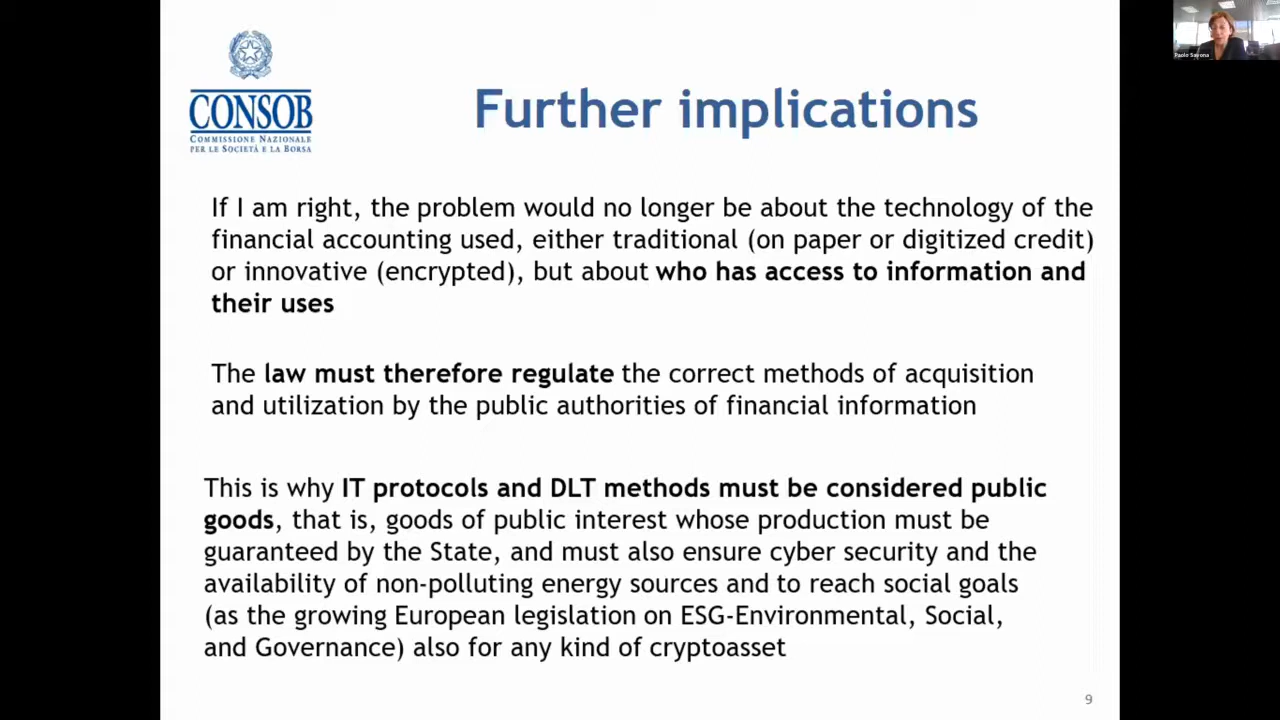 CONSOB
COMMISSIONE NAZIONALE
PER LE SOCIETÀ E LA BORSA
Further implications
Paolo Savona
If I am right, the problem would no longer be about the technology of the
financial accounting used, either traditional (on paper or digitized credit)
or innovative (encrypted), but about who has access to information and
their uses
The law must therefore regulate the correct methods of acquisition
and utilization by the public authorities of financial information
This is why IT protocols and DLT methods must be considered public
goods, that is, goods of public interest whose production must be
guaranteed by the State, and must also ensure cyber security and the
availability of non-polluting energy sources and to reach social goals
(as the growing European legislation on ESG-Environmental, Social,
and Governance) also for any kind of cryptoasset
9